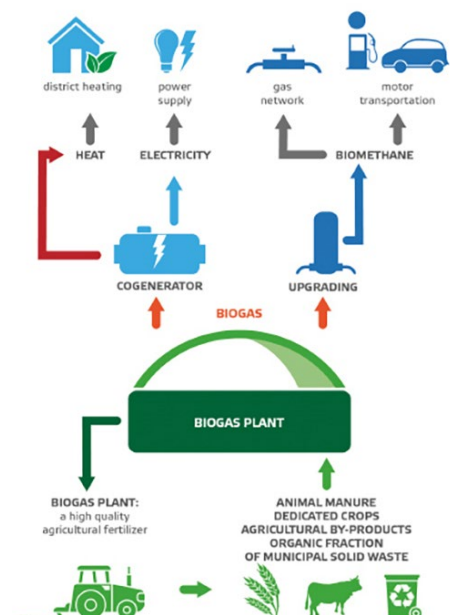 district heating
power
supply
gas
network
motor
transportation
HEAT
ELECTRICITY
BIOMETHANE
COGENERATOR
UPGRADING
BIOGAS
BIOGAS PLANT
BIOGAS PLANT:
a high quality
agricultural fertilizer
ANIMAL MANURE
DEDICATED CROPS
AGRICULTURAL BY-PRODUCTS
ORGANIC FRACTION
OF MUNICIPAL SOLID WASTE